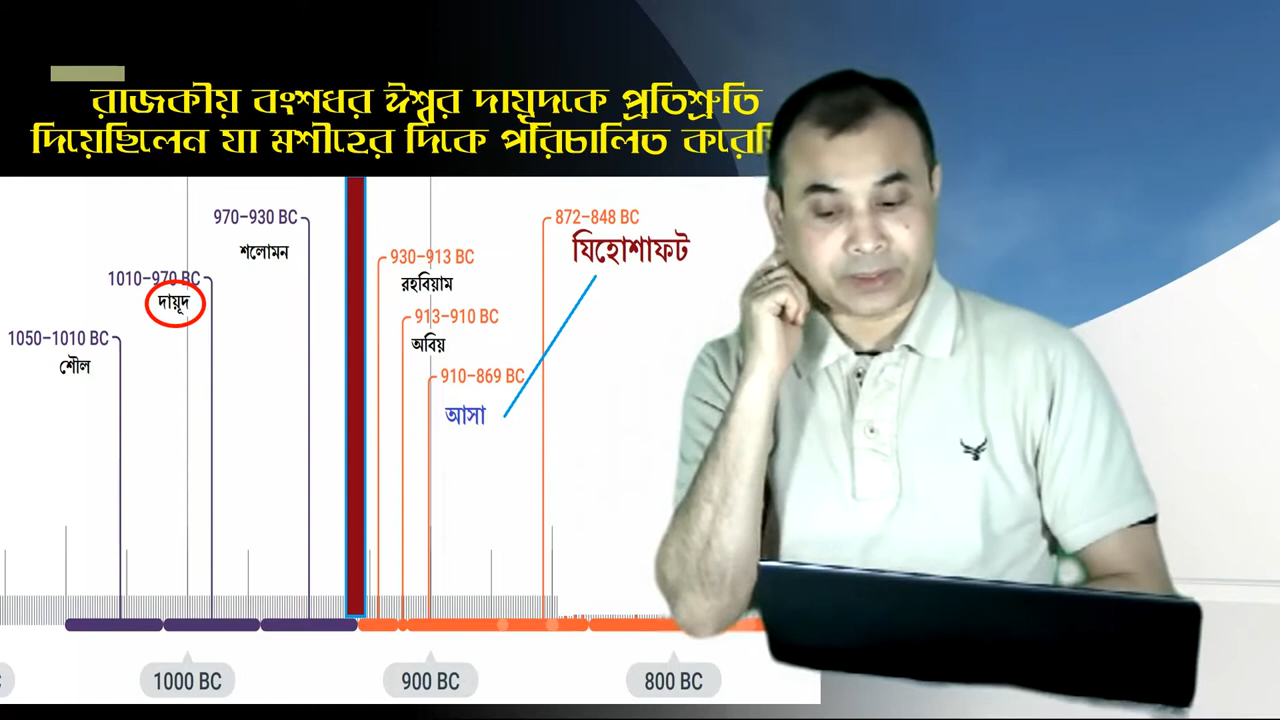 রাজকীয় বংশধর ঈশ্বর দায়ূদকে প্রতিশ্রুতি
দিয়েছিলেন যা মশীহের দিকে পরিচালিত
970–930 BC
শলোমন
1010–970 BC
দায়ূদ
1050–1010 BC
শৌল
930–913 BC
রহবিয়াম
913–910 BC
অবিয়
910–869 BC
আসা
872–848 BC
যিহোশাফট
1000 BC
900 BC
800 BC